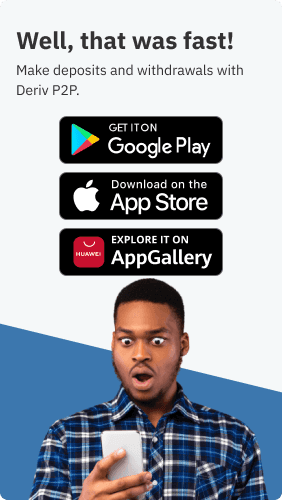 Well, that was fast!
Make deposits and withdrawals with
Deriv P2P.
GET IT ON
Google Play
Download on the
App Store
HUAWEI
EXPLORE IT ON
AppGallery